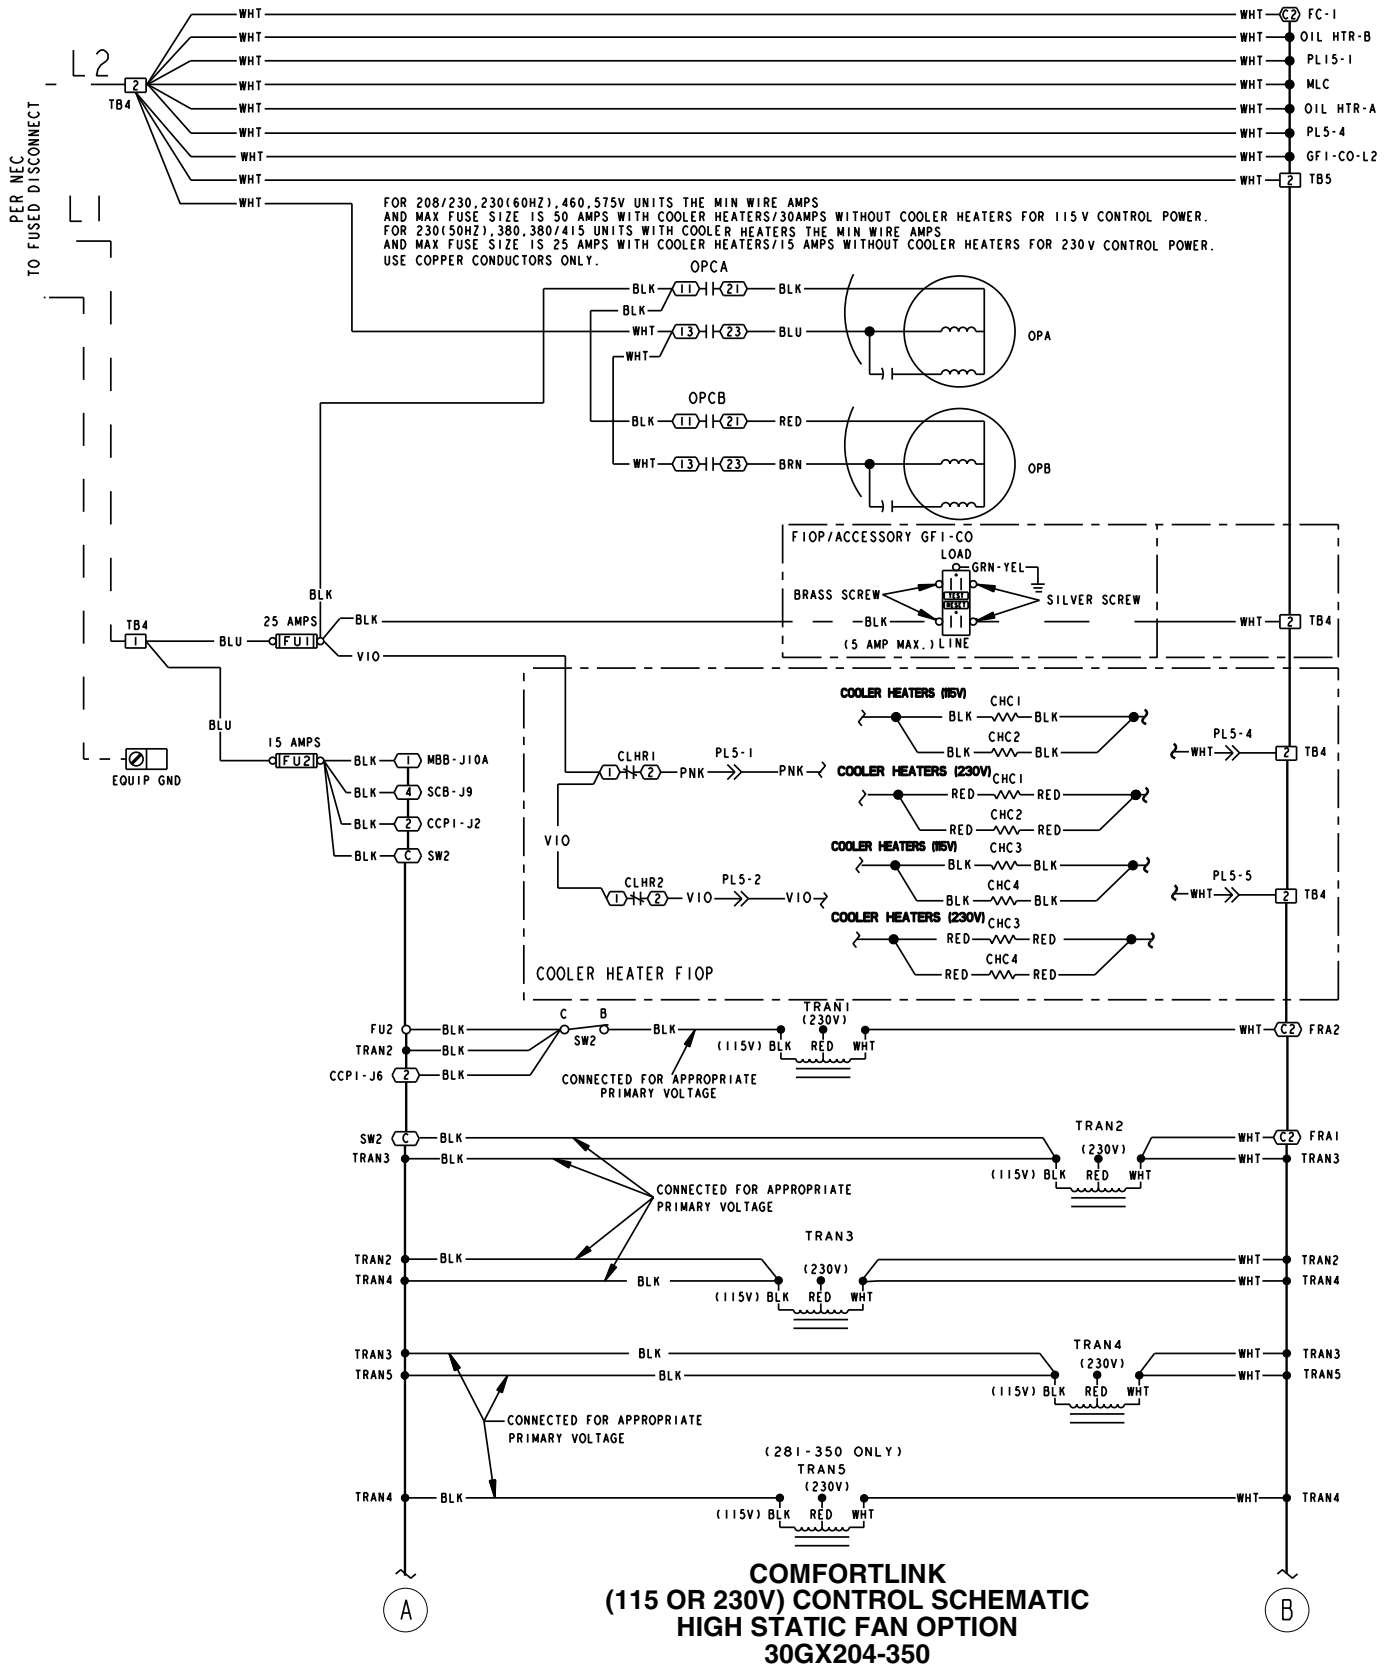 WHT WHT C2 FC-1
WHT WHT OIL HTR-B
WHT WHT PL15-1
L2 2 WHT WHT MLC
TB4 WHT WHT OIL HTR-A
WHT WHT PL5-4
WHT WHT GFI-CO-L2
WHT WHT 2 TB5
WHT
PER NEC
TO FUSED DISCONNECT
L1
FOR 208/230,230(60HZ),460,575V UNITS THE MIN WIRE AMPS
AND MAX FUSE SIZE IS 50 AMPS WITH COOLER HEATERS/30AMPS WITHOUT COOLER HEATERS FOR 115V CONTROL POWER.
FOR 230(50HZ),380,380/415 UNITS WITH COOLER HEATERS THE MIN WIRE AMPS
AND MAX FUSE SIZE IS 25 AMPS WITH COOLER HEATERS/15 AMPS WITHOUT COOLER HEATERS FOR 230V CONTROL POWER.
USE COPPER CONDUCTORS ONLY.
OPCA
BLK 11 21 BLK
BLK
WHT 13 23 BLU OPA
WHT
OPCB
BLK 11 21 RED
WHT 13 23 BRN OPB
FIOP/ACCESSORY GFI-CO
LOAD
GRN-YEL
BRASS SCREW TEST SILVER SCREW
RESET
BLK
TB4 25 AMPS BLK BLK WHT 2 TB4
1 BLU FU1 (5 AMP MAX.) LINE
VIO
COOLER HEATERS (115V) CHC1
BLK BLK
BLU CHC2 PL5-4
15 AMPS CLHR1 PL5-1 BLK BLK WHT 2 TB4
FU2 BLK 1 MBB-J10A 1 2 PNK PNK COOLER HEATERS (230V) CHC1
EQUIP GND
BLK 4 SCB-J9 RED RED
CHC2
BLK 2 CCP1-J2 RED RED
VIO
COOLER HEATERS (115V) CHC3
BLK C SW2 BLK BLK
CLHR2 PL5-2 CHC4 PL5-5
1 2 VIO VIO BLK BLK WHT 2 TB4
COOLER HEATERS (230V) CHC3
RED RED
CHC4
COOLER HEATER FIOP RED RED
TRAN1
C B (230V)
FU2 BLK SW2 BLK WHT C2 FRA2
TRAN2 BLK (115V) BLK RED WHT
CCP1-J6 2 BLK
CONNECTED FOR APPROPRIATE
PRIMARY VOLTAGE
TRAN2
SW2 C BLK WHT C2 FRA1
(230V)
TRAN3 BLK WHT TRAN3
(115V) BLK RED WHT
CONNECTED FOR APPROPRIATE
PRIMARY VOLTAGE
TRAN3
TRAN2 BLK WHT TRAN2
(230V)
TRAN4 BLK WHT TRAN4
(115V) BLK RED WHT
TRAN4
TRAN3 BLK WHT TRAN3
(230V)
TRAN5 BLK WHT TRAN5
(115V) BLK RED WHT
CONNECTED FOR APPROPRIATE
PRIMARY VOLTAGE
(281-350 ONLY)
TRAN5
(230V)
TRAN4 BLK WHT TRAN4
(115V) BLK RED WHT
A B
COMFORTLINK
(115 OR 230V) CONTROL SCHEMATIC
HIGH STATIC FAN OPTION
30GX204-350